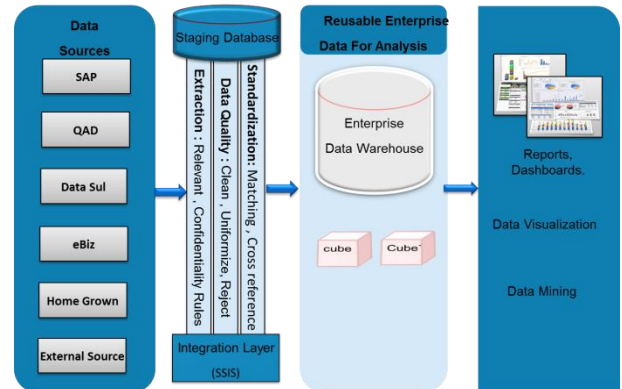 Data
Sources
SAP
QAD
Data Sul
eBiz
Home Grown
External Source
Staging Database
Extraction : Relevant , Confidentiality Rules
Data Quality : Clean , Uniformize, Reject
Standardization: Matching , Cross reference
Integration Layer
(SSIS)
Reusable Enterprise
Data For Analysis
Enterprise
Data Warehouse
cube
Cube
Reports,
Dashboards.
Data Visualization
Data Mining